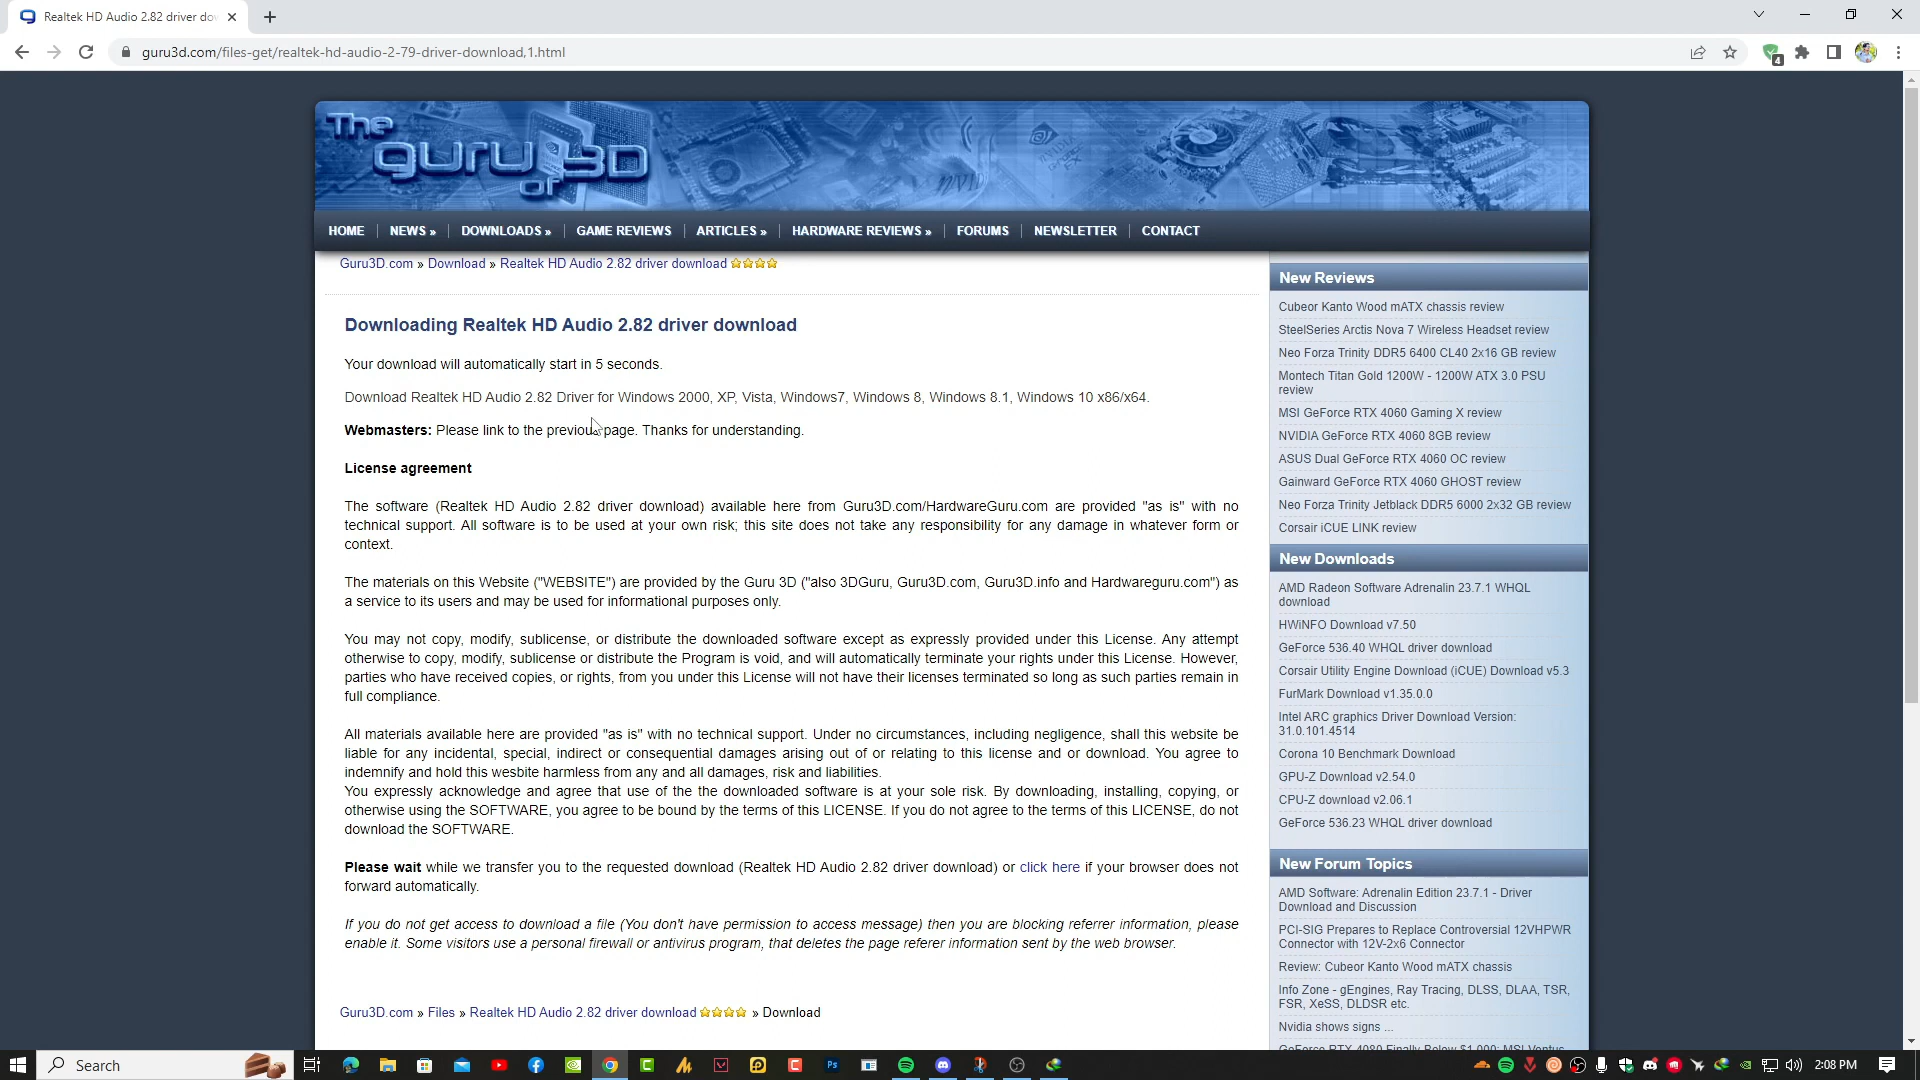 Realtek HD Audio 2.82 driver dow
guru3d.com/files-get/realtek-hd-audio-2-79-driver-download,1.html
4
The
guru
of 3D
HOME
NEWS »
DOWNLOADS »
GAME REVIEWS
ARTICLES »
HARDWARE REVIEWS »
FORUMS
NEWSLETTER
CONTACT
Guru3D.com » Download » Realtek HD Audio 2.82 driver download
Downloading Realtek HD Audio 2.82 driver download
Your download will automatically start in 5 seconds.
Download Realtek HD Audio 2.82 Driver for Windows 2000, XP, Vista, Windows7, Windows 8, Windows 8.1, Windows 10 x86/x64.
Webmasters: Please link to the previous page. Thanks for understanding.
License agreement
The software (Realtek HD Audio 2.82 driver download) available here from Guru3D.com/HardwareGuru.com are provided "as is" with no
technical support. All software is to be used at your own risk; this site does not take any responsibility for any damage in whatever form or
context.
The materials on this Website ("WEBSITE") are provided by the Guru 3D ("also 3DGuru, Guru3D.com, Guru3D.info and Hardwareguru.com") as
a service to its users and may be used for informational purposes only.
You may not copy, modify, sublicense, or distribute the downloaded software except as expressly provided under this License. Any attempt
otherwise to copy, modify, sublicense or distribute the Program is void, and will automatically terminate your rights under this License. However,
parties who have received copies, or rights, from you under this License will not have their licenses terminated so long as such parties remain in
full compliance.
All materials available here are provided "as is" with no technical support. Under no circumstances, including negligence, shall this website be
liable for any incidental, special, indirect or consequential damages arising out of or relating to this license and or download. You agree to
indemnify and hold this wesbite harmless from any and all damages, risk and liabilities.
You expressly acknowledge and agree that use of the the downloaded software is at your sole risk. By downloading, installing, copying, or
otherwise using the SOFTWARE, you agree to be bound by the terms of this LICENSE. If you do not agree to the terms of this LICENSE, do not
download the SOFTWARE.
Please wait while we transfer you to the requested download (Realtek HD Audio 2.82 driver download) or click here if your browser does not
forward automatically.
If you do not get access to download a file (You don't have permission to access message) then you are blocking referrer information, please
enable it. Some visitors use a personal firewall or antivirus program, that deletes the page referer information sent by the web browser.
Guru3D.com » Files » Realtek HD Audio 2.82 driver download » Download
New Reviews
Cubeor Kanto Wood mATX chassis review
SteelSeries Arctis Nova 7 Wireless Headset review
Neo Forza Trinity DDR5 6400 CL40 2x16 GB review
Montech Titan Gold 1200W - 1200W ATX 3.0 PSU
review
MSI GeForce RTX 4060 Gaming X review
NVIDIA GeForce RTX 4060 8GB review
ASUS Dual GeForce RTX 4060 OC review
Gainward GeForce RTX 4060 GHOST review
Neo Forza Trinity Jetblack DDR5 6000 2x32 GB review
Corsair iCUE LINK review
New Downloads
AMD Radeon Software Adrenalin 23.7.1 WHQL
download
HWiNFO Download v7.50
GeForce 536.40 WHQL driver download
Corsair Utility Engine Download (iCUE) Download v5.3
FurMark Download v1.35.0.0
Intel ARC graphics Driver Download Version:
31.0.101.4514
Corona 10 Benchmark Download
GPU-Z Download v2.54.0
CPU-Z download v2.06.1
GeForce 536.23 WHQL driver download
New Forum Topics
AMD Software: Adrenalin Edition 23.7.1 - Driver
Download and Discussion
PCI-SIG Prepares to Replace Controversial 12VHPWR
Connector with 12V-2x6 Connector
Review: Cubeor Kanto Wood mATX chassis
Info Zone - gEngines, Ray Tracing, DLSS, DLAA, TSR,
FSR, XeSS, DLDSR etc.
Nvidia shows signs ...
GeForce RTX 4080 Finally Below $1,000: MSI Ventus
Search
Ps
2:08 PM